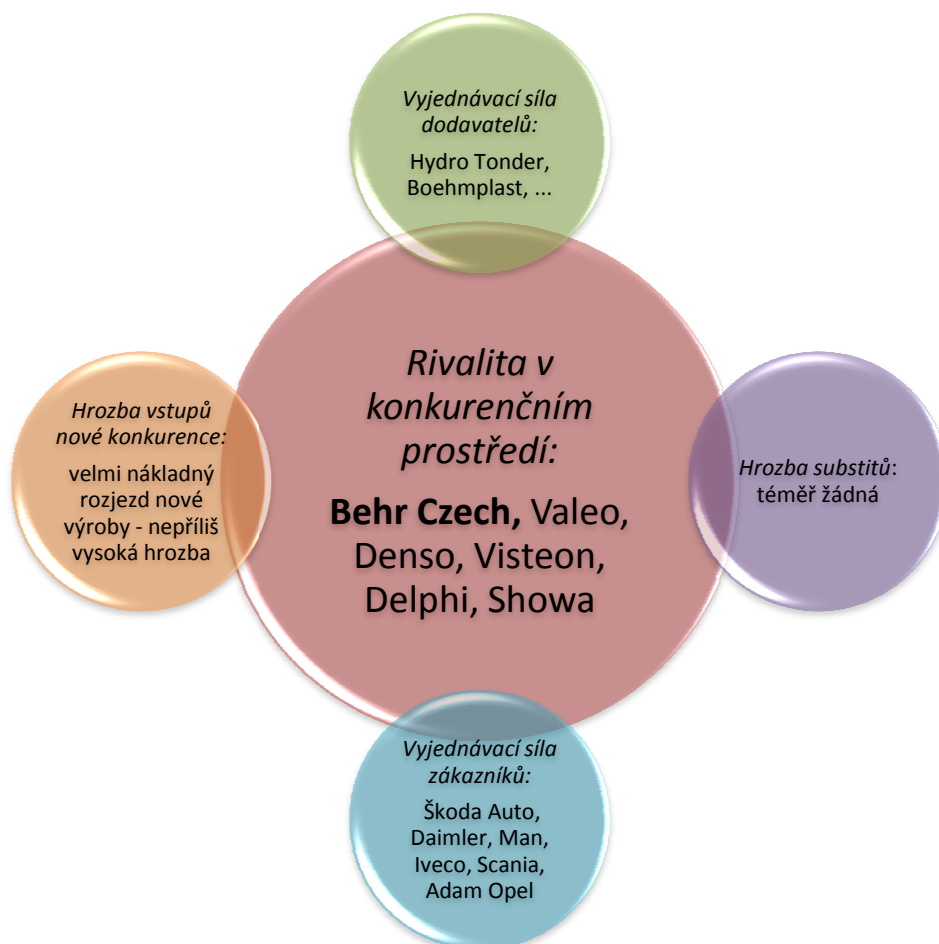 Vyjednávací síla
dodavatelů:
Hydro Tonder,
Boehmplast, ...
Rivalita v
konkurenčním
prostředí:
Behr Czech, Valeo,
Denso, Visteon,
Delphi, Showa
Hrozba vstupů
nové konkurence:
velmi nákladný
rozjezd nové
výroby - nepříliš
vysoká hrozba
Hrozba substitů:
téměř žádná
Vyjednávací síla
zákazníků:
Škoda Auto,
Daimler, Man,
Iveco, Scania,
Adam Opel